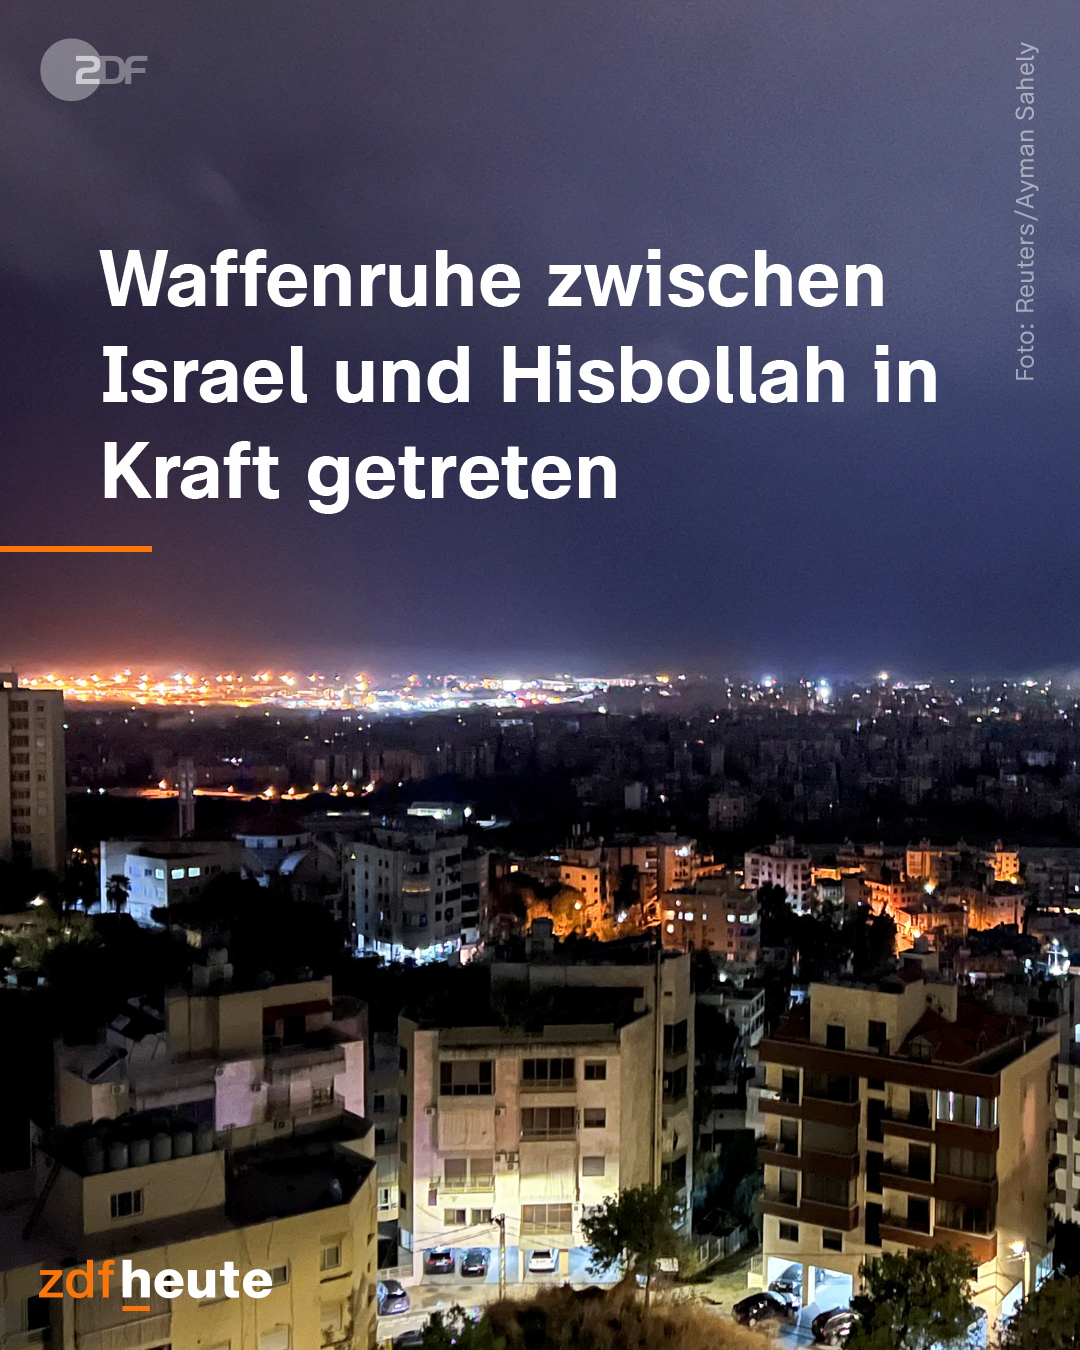 ZDF
Foto: Reuters/Ayman Sahely
Waffenruhe zwischen
Israel und Hisbollah in
Kraft getreten
zdfheute